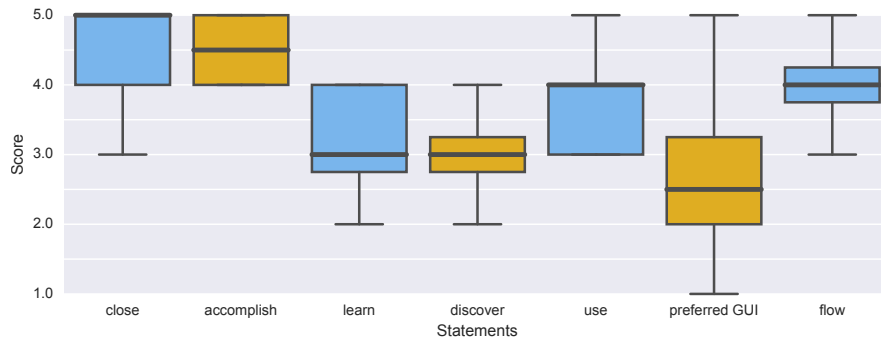 5.0
4.0
3.0
2.0
1.0
Score
close accomplish learn discover use preferred GUI flow
Statements